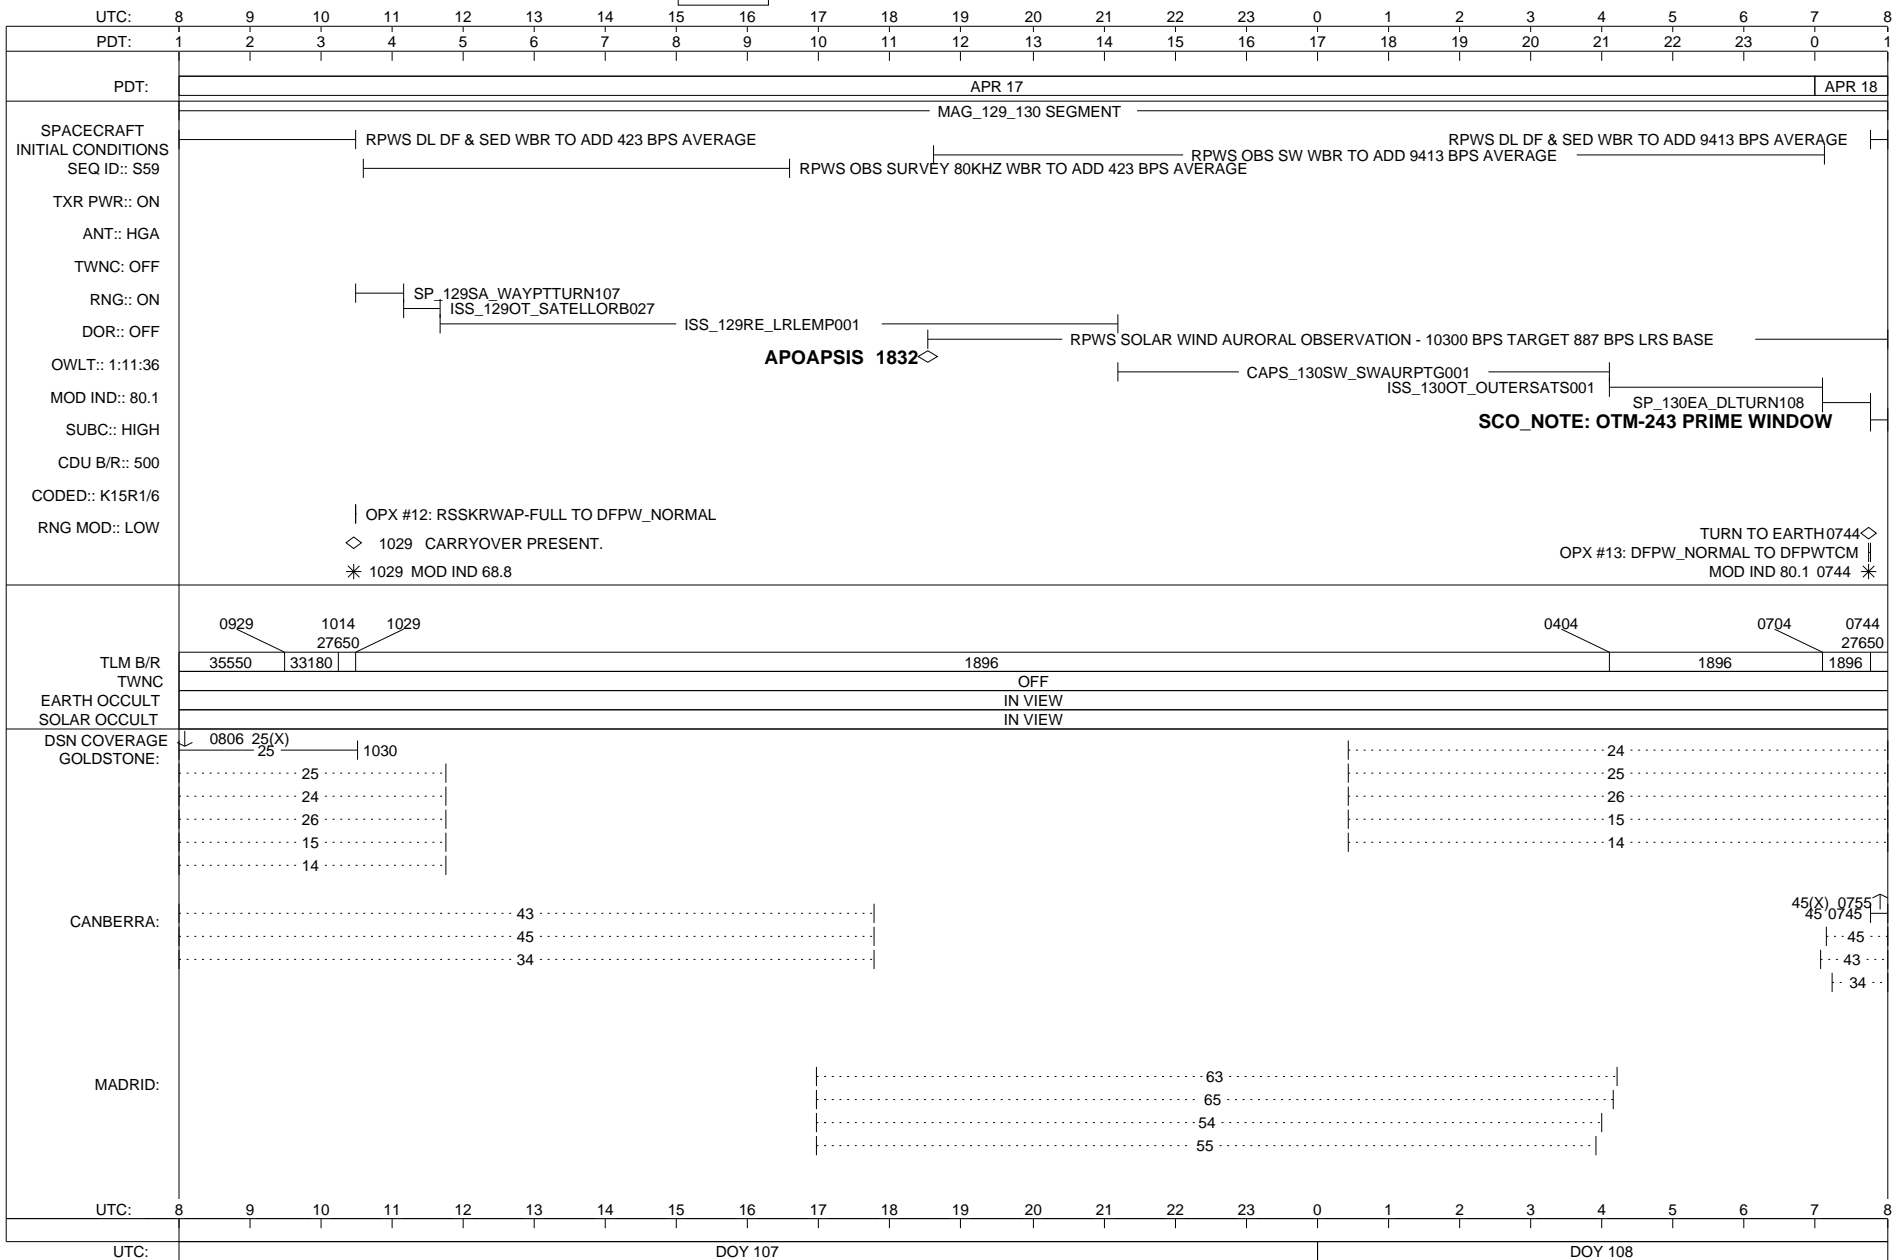 UTC: 8 9 10 11 12 13 14 15 16 17 18 19 20 21 22 23 0 1 2 3 4 5 6 7 8
PDT: 1 2 3 4 5 6 7 8 9 10 11 12 13 14 15 16 17 18 19 20 21 22 23 0 1
PDT: APR 17 APR 18
MAG_129_130 SEGMENT
SPACECRAFT
INITIAL CONDITIONS
RPWS DL DF & SED WBR TO ADD 423 BPS AVERAGE
RPWS DL DF & SED WBR TO ADD 9413 BPS AVERAGE
RPWS OBS SW WBR TO ADD 9413 BPS AVERAGE
SEQ ID:: S59
RPWS OBS SURVEY 80KHZ WBR TO ADD 423 BPS AVERAGE
TXR PWR:: ON
ANT:: HGA
TWNC: OFF
RNG:: ON
SP_129SA_WAYPTTURN107
ISS_129OT_SATELLORB027
DOR:: OFF
ISS_129RE_LRLEMP001
RPWS SOLAR WIND AURORAL OBSERVATION - 10300 BPS TARGET 887 BPS LRS BASE
OWLT:: 1:11:36
APOAPSIS 1832
CAPS_130SW_SWAURPTG001
ISS_130OT_OUTERSATS001
MOD IND:: 80.1
SP_130EA_DLTURN108
SUBC:: HIGH
SCO_NOTE: OTM-243 PRIME WINDOW
CDU B/R:: 500
CODED:: K15R1/6
RNG MOD:: LOW
OPX #12: RSSKRWAP-FULL TO DFPW_NORMAL
1029 CARRYOVER PRESENT.
1029 MOD IND 68.8
TURN TO EARTH 0744
OPX #13: DFPW_NORMAL TO DFPWTCM
MOD IND 80.1 0744
0929 1014 1029 0404 0704 0744
27650 27650
TLM B/R 35550 33180 1896 1896 1896
TWNC OFF
EARTH OCCULT IN VIEW
SOLAR OCCULT IN VIEW
DSN COVERAGE 0806 25(X)
GOLDSTONE: 25 1030 24
25 25
24 26
26 15
15 14
14
45(X) 0755
CANBERRA: 43 45 0745
45 45
34 43
34
MADRID: 63
65
54
55
UTC: 8 9 10 11 12 13 14 15 16 17 18 19 20 21 22 23 0 1 2 3 4 5 6 7 8
UTC: DOY 107 DOY 108